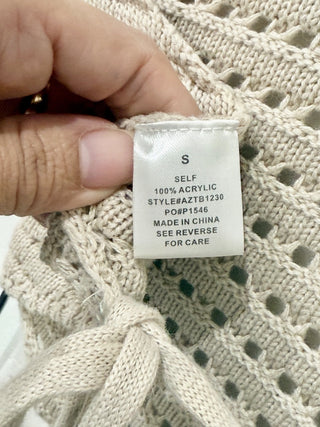 S
SELF
100% ACRYLIC
STYLE#AZTB1230
PO#P1546
MADE IN CHINA
SEE REVERSE
FOR CARE